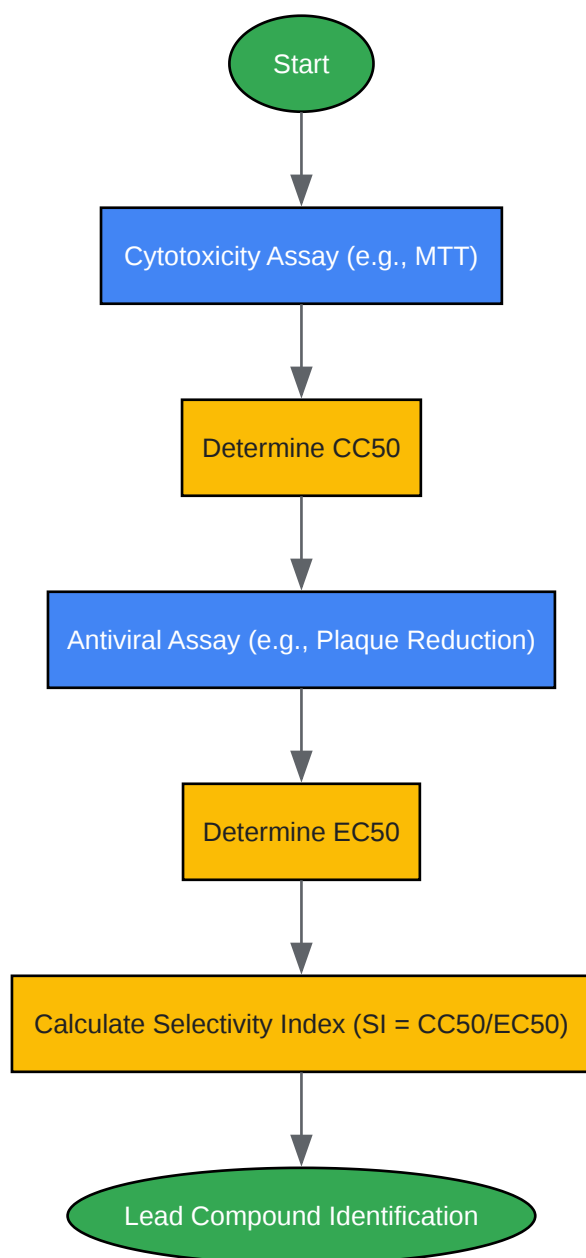 Start
Cytotoxicity Assay (e.g., MTT)
Determine CC50
Antiviral Assay (e.g., Plaque Reduction)
Determine EC50
Calculate Selectivity Index (SI = CC50/EC50)
Lead Compound Identification